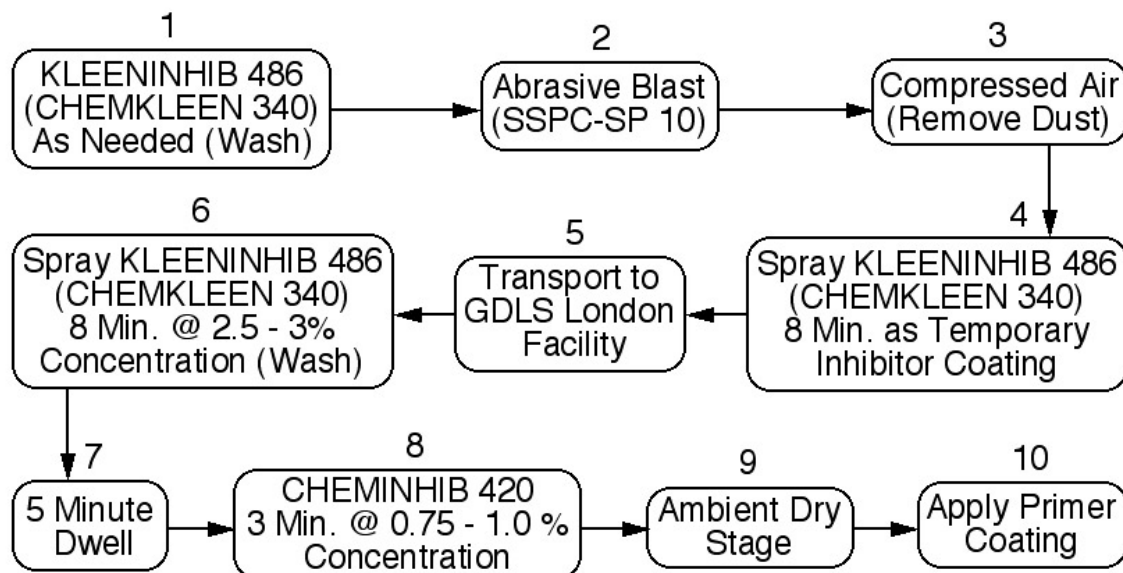 1
KLEENINHIB 486
(CHEMKLEEN 340)
As Needed (Wash)
2
Abrasive Blast
(SSPC-SP 10)
3
Compressed Air
(Remove Dust)
4
Spray KLEENINHIB 486
(CHEMKLEEN 340)
8 Min. as Temporary
Inhibitor Coating
5
Transport to
GDLS London
Facility
6
Spray KLEENINHIB 486
(CHEMKLEEN 340)
8 Min. @ 2.5 - 3%
Concentration (Wash)
7
5 Minute
Dwell
8
CHEMINHIB 420
3 Min. @ 0.75 - 1.0 %
Concentration
9
Ambient Dry
Stage
10
Apply Primer
Coating